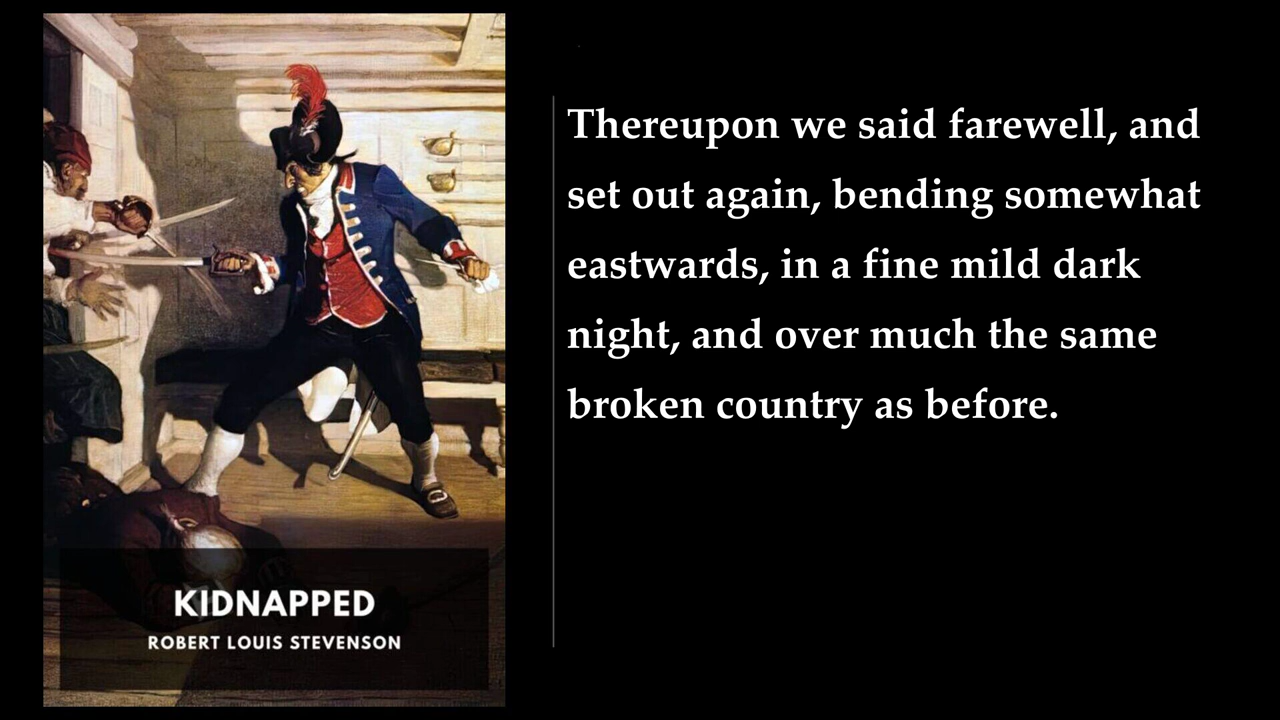 KIDNAPPED
ROBERT LOUIS STEVENSON
Thereupon we said farewell, and
set out again, bending somewhat
eastwards, in a fine mild dark
night, and over much the same
broken country as before.